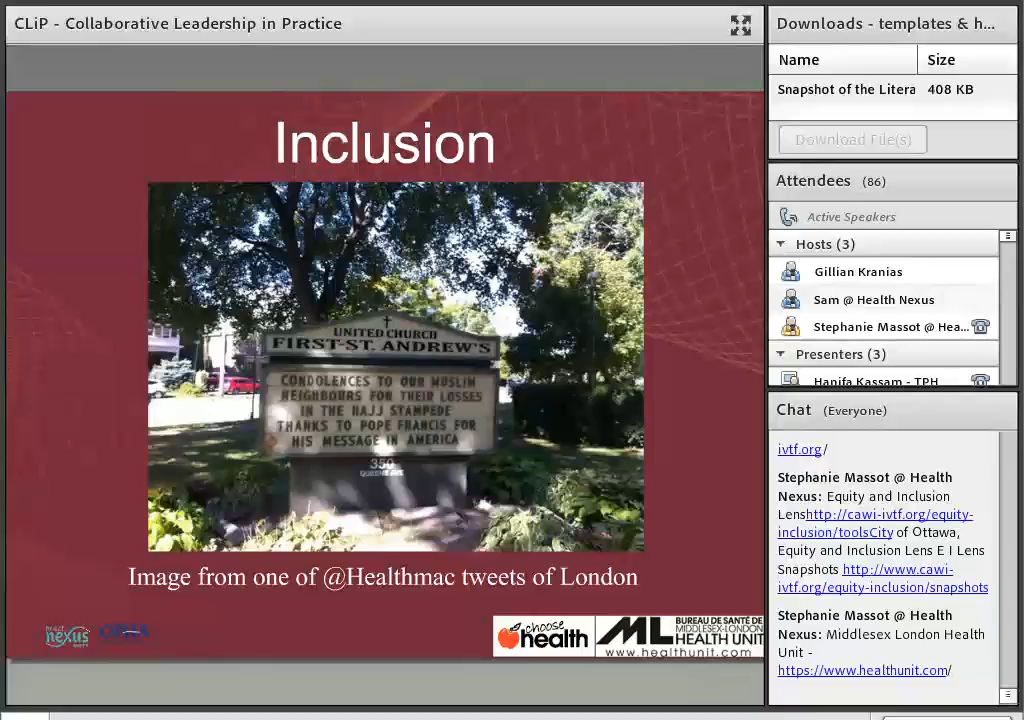 CLiP - Collaborative Leadership in Practice
Inclusion
UNITED CHURCH
FIRST-ST. ANDREW'S
CONDOLENCES TO OUR MUSLIM
NEIGHBOURS FOR THEIR LOSSES
IN THE HAJJ STAMPEDE
THANKS TO POPE FRANCIS FOR
HIS MESSAGE IN AMERICA
350
QUEENS AVE
Image from one of @Healthmac tweets of London
nexus
choose
health
ML
BUREAU DE SANTÉ DE
MIDDLESEX-LONDON
HEALTH UNIT
www.healthunit.com
Downloads - templates & h...
Name Size
Snapshot of the Litera 408 KB
Download File(s)
Attendees (86)
Active Speakers
Hosts (3)
Gillian Kranias
Sam @ Health Nexus
Stephanie Massot @ Hea...
Presenters (3)
Hanifa Kassam - TPH
Chat (Everyone)
ivtf.org/
Stephanie Massot @ Health
Nexus: Equity and Inclusion
Lenshttp://cawi-ivtf.org/equity-
inclusion/toolsCity of Ottawa,
Equity and Inclusion Lens E I Lens
Snapshots http://www.cawi-
ivtf.org/equity-inclusion/snapshots
Stephanie Massot @ Health
Nexus: Middlesex London Health
Unit -
https://www.healthunit.com/